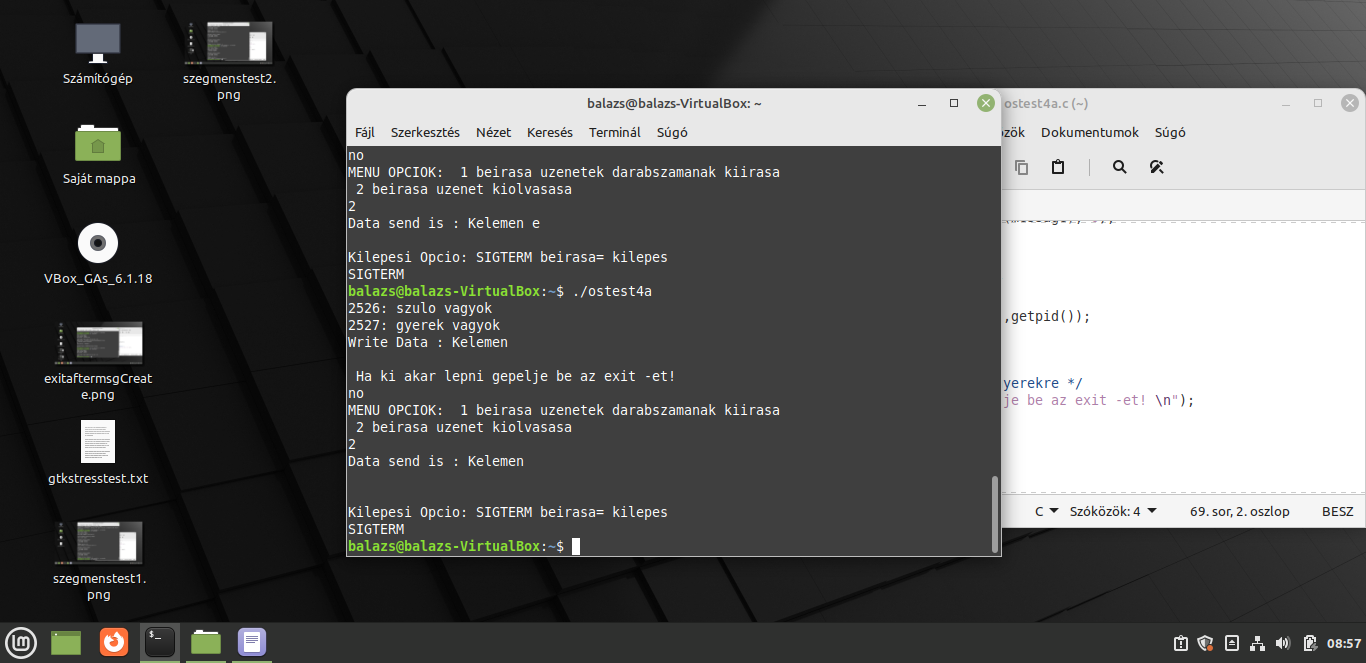 Számítógép
szegmenstest2.
png
Saját mappa
VBox_GAs_6.1.18
exitaftermsgCreat
e.png
gtkstresstest.txt
szegmenstest1.
png
balazs@balazs-VirtualBox: ~
Fájl Szerkesztés Nézet Keresés Terminál Súgó
no
MENU OPCIOK:  1 beirasa uzenetek darabszamanak kiirasa
 2 beirasa uzenet kiolvasasa
2
Data send is : Kelemen e
Kilepesi Opcio: SIGTERM beirasa= kilepes
SIGTERM
balazs@balazs-VirtualBox:~$ ./ostest4a
2526: szulo vagyok
2527: gyerek vagyok
Write Data : Kelemen
 Ha ki akar lepni gepelje be az exit -et!
no
MENU OPCIOK:  1 beirasa uzenetek darabszamanak kiirasa
 2 beirasa uzenet kiolvasasa
2
Data send is : Kelemen
Kilepesi Opcio: SIGTERM beirasa= kilepes
SIGTERM
balazs@balazs-VirtualBox:~$
ostest4a.c (~)
özök Dokumentumok Súgó
,getpid());
yerekre */
je be az exit -et! \n");
C Szóközök: 4 69. sor, 2. oszlop BESZ
08:57